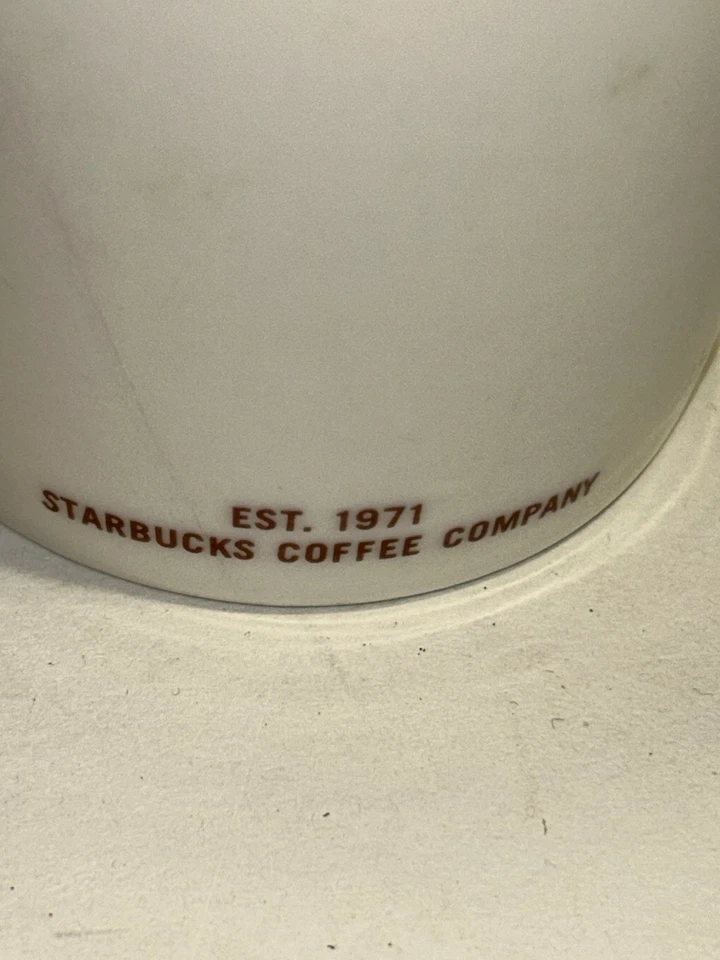 EST. 1971
STARBUCKS COFFEE COMPANY